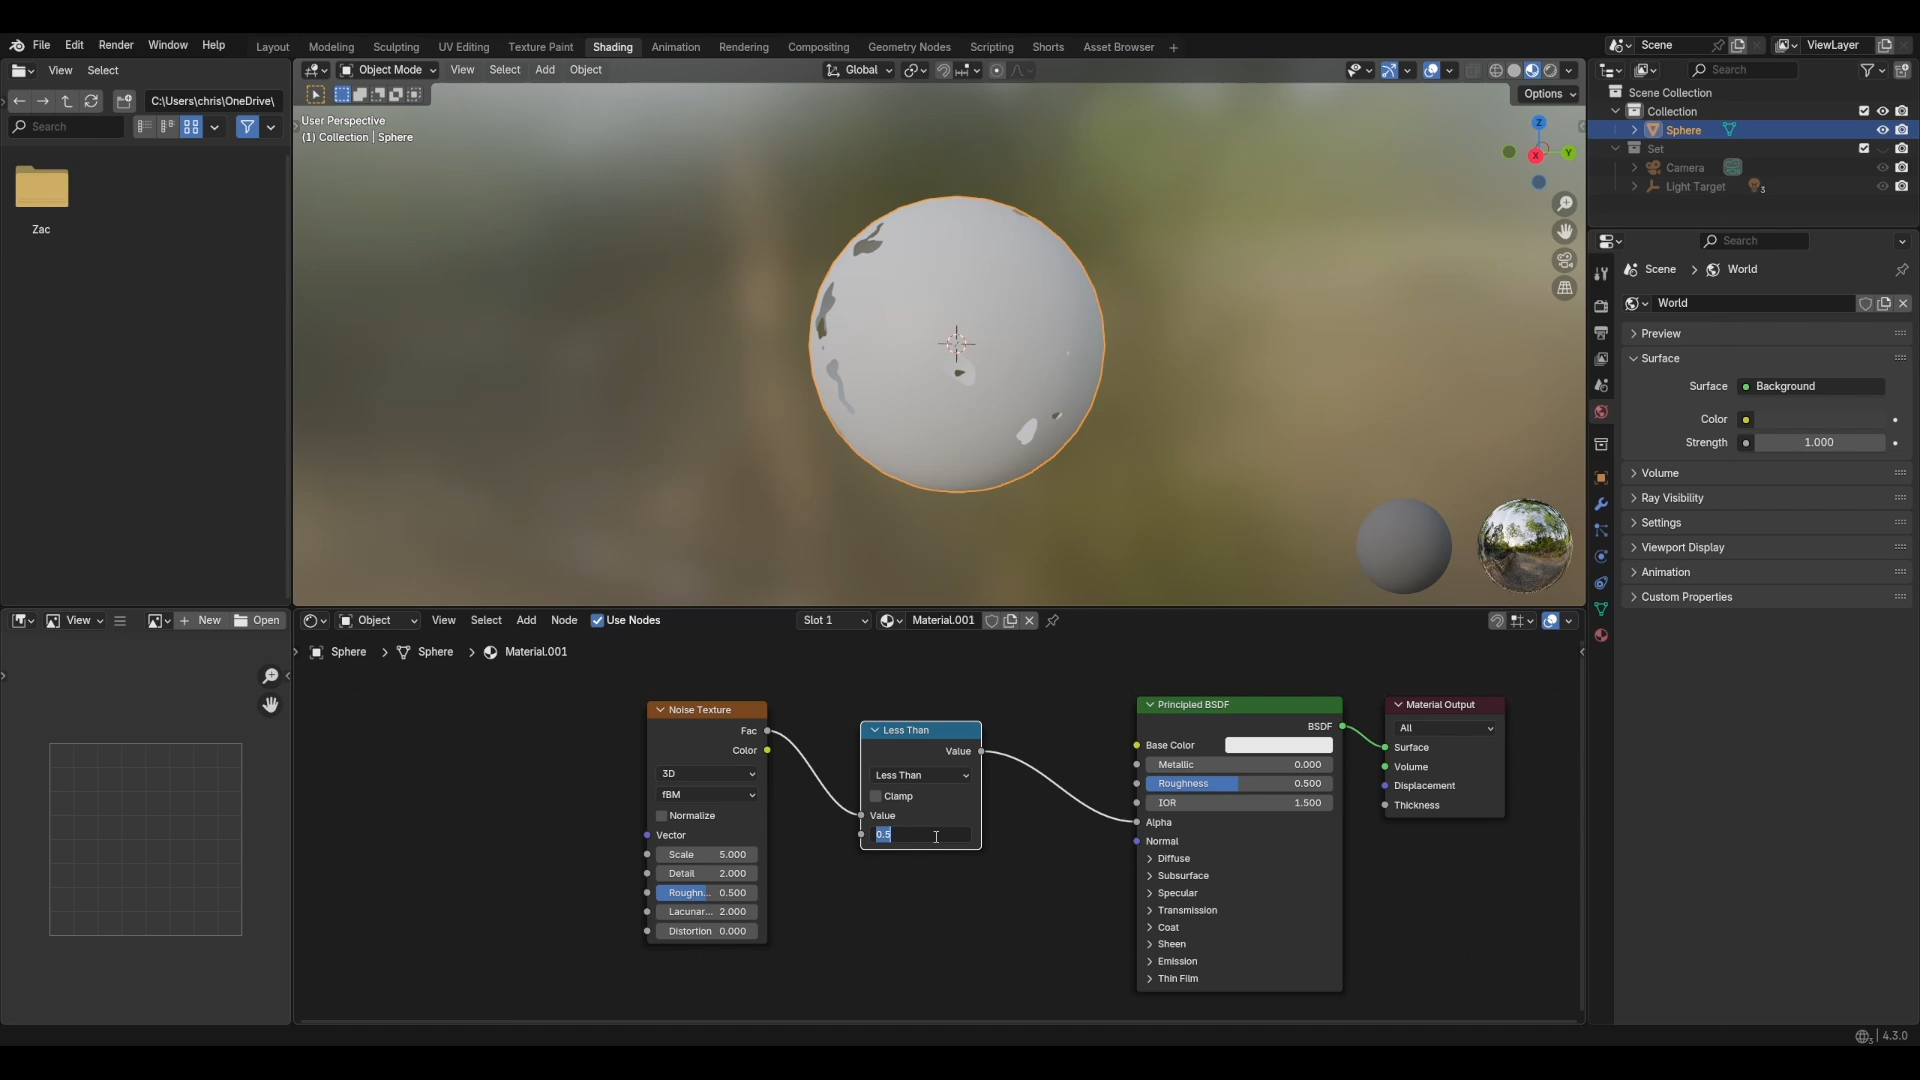 File Edit Render Window Help
Layout Modeling Sculpting UV Editing Texture Paint Shading Animation Rendering Compositing Geometry Nodes Scripting Shorts Asset Browser +
Scene
ViewLayer
View Select
C:\Users\chris\OneDrive\
Search
Zac
Object Mode View Select Add Object
Global
Options
User Perspective
(1) Collection | Sphere
Z
Y
X
Search
Scene Collection
Collection
Sphere
Set
Camera
Light Target 3
Search
Scene > World
World
Preview
Surface
Surface Background
Color
Strength 1.000
Volume
Ray Visibility
Settings
Viewport Display
Animation
Custom Properties
View New Open
Object View Select Add Node Use Nodes Slot 1 Material.001
Sphere > Sphere > Material.001
Noise Texture
Fac
Color
3D
fBM
Normalize
Vector
Scale 5.000
Detail 2.000
Roughn... 0.500
Lacunar... 2.000
Distortion 0.000
Less Than
Value
Less Than
Clamp
Value
0.5
Principled BSDF
BSDF
Base Color
Metallic 0.000
Roughness 0.500
IOR 1.500
Alpha
Normal
Diffuse
Subsurface
Specular
Transmission
Coat
Sheen
Emission
Thin Film
Material Output
All
Surface
Volume
Displacement
Thickness
4.3.0